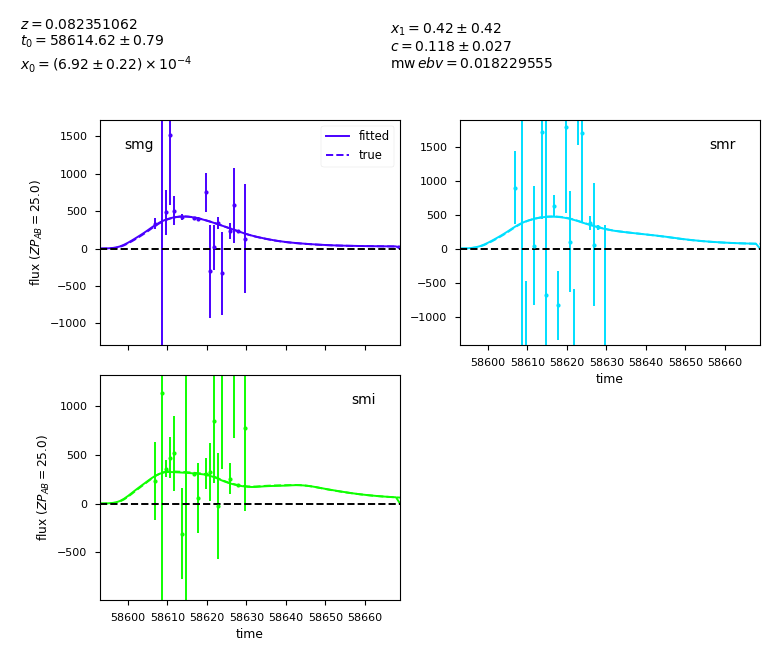 z = 0.082351062
t₀ = 58614.62 ± 0.79
x₀ = (6.92 ± 0.22) × 10⁻⁴
x₁ = 0.42 ± 0.42
c = 0.118 ± 0.027
mw ebv = 0.018229555
smg
fitted
true
1500
1000
500
0
−500
−1000
flux (ZP_AB = 25.0)
smr
1500
1000
500
0
−500
−1000
58600 58610 58620 58630 58640 58650 58660
time
smi
1000
500
0
−500
flux (ZP_AB = 25.0)
58600 58610 58620 58630 58640 58650 58660
time